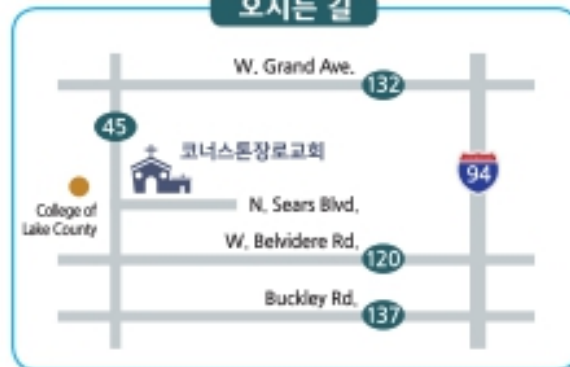 오시는 길
W. Grand Ave.
132
45
코너스톤장로교회
94
College of
Lake County
N. Sears Blvd.
W. Belvidere Rd.
120
Buckley Rd.
137